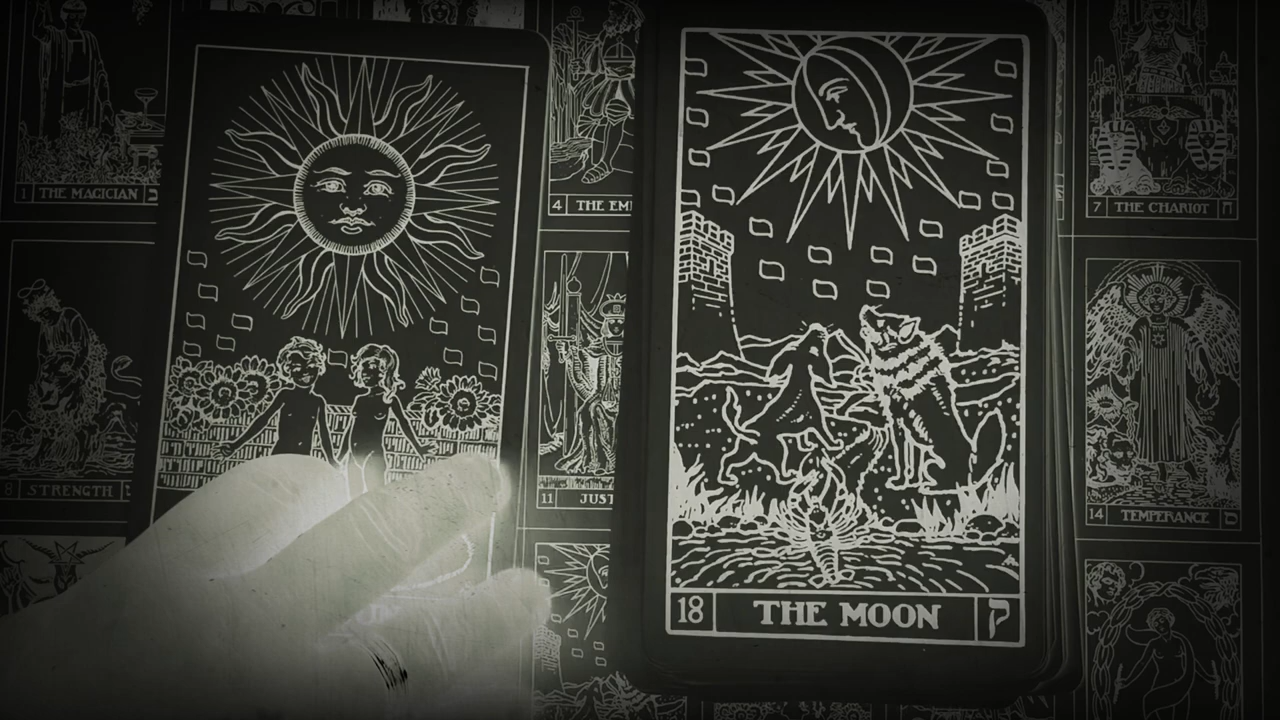 1 THE MAGICIAN ב
4 THE EM
7 THE CHARIOT ח
8 STRENGTH
11 JUST
14 TEMPERANCE ס
18 THE MOON ק